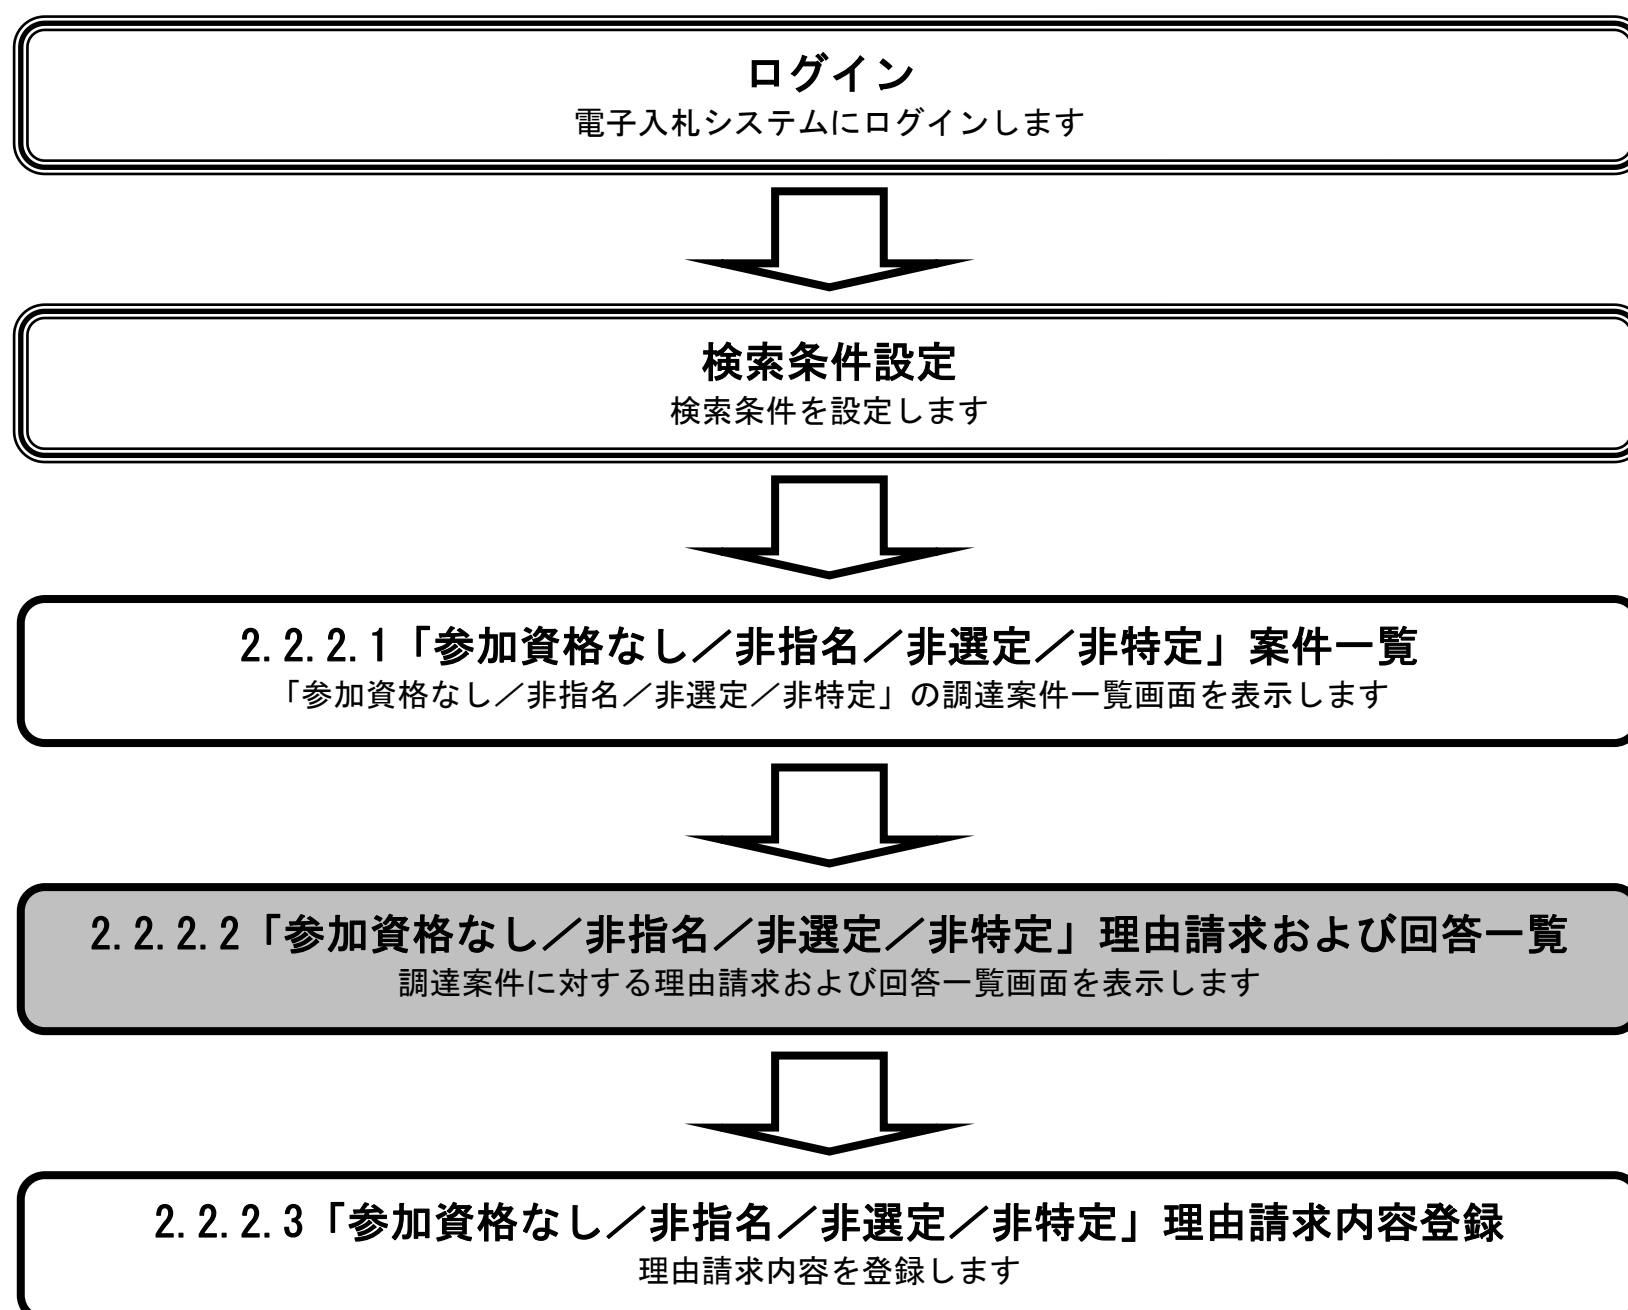 ログイン
電子入札システムにログインします
検索条件設定
検索条件を設定します
2.2.2.1「参加資格なし／非指名／非選定／非特定」案件一覧
「参加資格なし／非指名／非選定／非特定」の調達案件一覧画面を表示します
2.2.2.2「参加資格なし／非指名／非選定／非特定」理由請求および回答一覧
調達案件に対する理由請求および回答一覧画面を表示します
2.2.2.3「参加資格なし／非指名／非選定／非特定」理由請求内容登録
理由請求内容を登録します